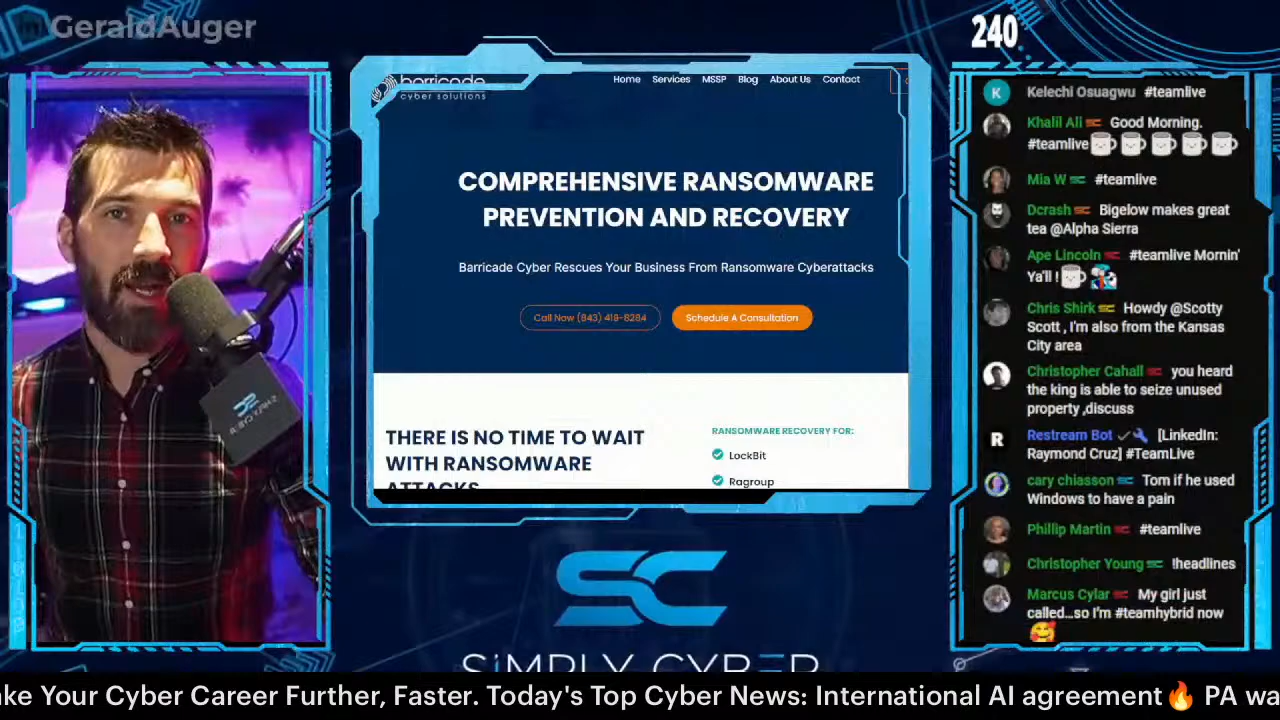 GeraldAuger
240
barricade
cyber solutions
Home Services MSSP Blog About Us Contact
COMPREHENSIVE RANSOMWARE
PREVENTION AND RECOVERY
Barricade Cyber Rescues Your Business From Ransomware Cyberattacks
Call Now (843) 419-8284
Schedule A Consultation
THERE IS NO TIME TO WAIT
WITH RANSOMWARE
ATTACKS
RANSOMWARE RECOVERY FOR:
LockBit
Ragroup
SC
SIMPLY CYBER
K Kelechi Osuagwu #teamlive
Khalil Ali Good Morning.
#teamlive
Mia W #teamlive
Dcrash Bigelow makes great
tea @Alpha Sierra
Ape Lincoln #teamlive Mornin'
Ya'll !
Chris Shirk Howdy @Scotty
Scott , I'm also from the Kansas
City area
Christopher Cahall you heard
the king is able to seize unused
property ,discuss
R Restream Bot [LinkedIn:
Raymond Cruz] #TeamLive
cary chiasson Tom if he used
Windows to have a pain
Phillip Martin #teamlive
Christopher Young !headlines
Marcus Cylar My girl just
called...so I'm #teamhybrid now
ke Your Cyber Career Further, Faster. Today's Top Cyber News: International AI agreement🔥 PA wa